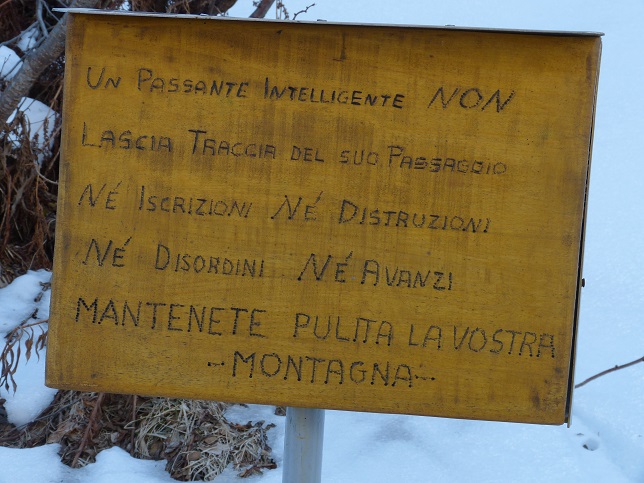 Un Passante Intelligente NON
Lascia Traccia del suo Passaggio
Né Iscrizioni Né Distruzioni
Né Disordini Né Avanzi
MANTENETE PULITA LA VOSTRA
--MONTAGNA--